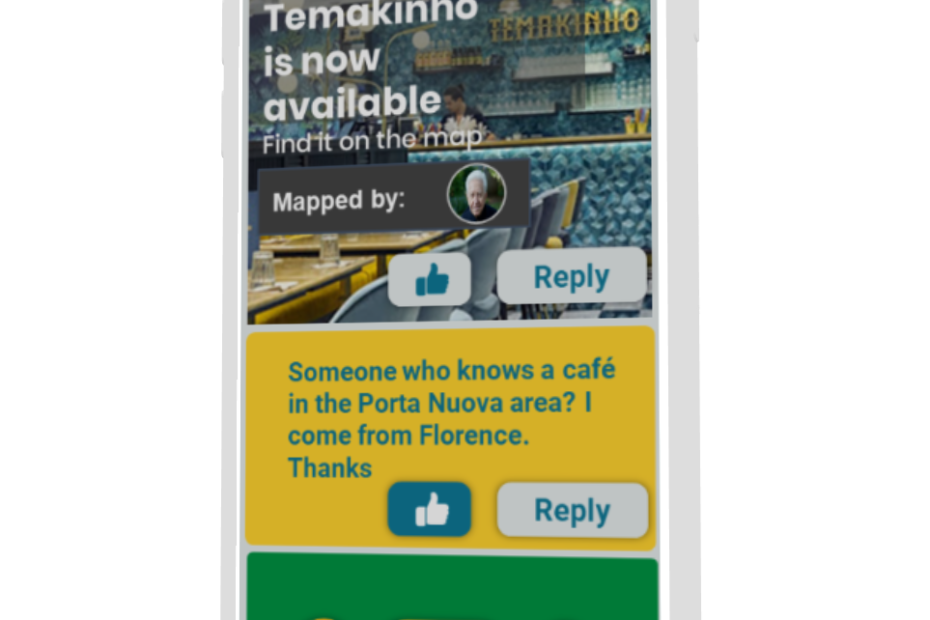 Temakinho
TEMAKINHO
is now
available
Find it on the map
Mapped by:
Reply
Someone who knows a café
in the Porta Nuova area? I
come from Florence.
Thanks
Reply